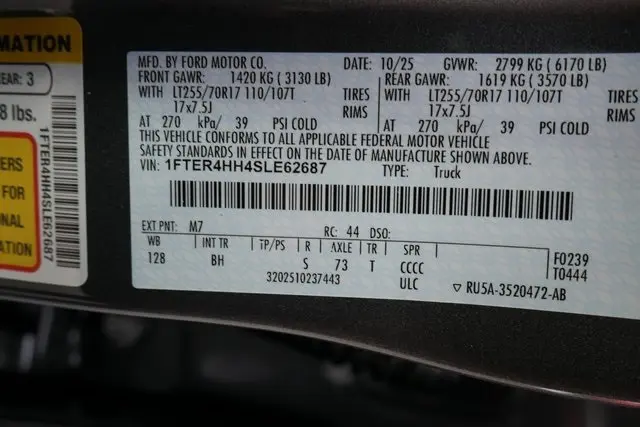 MATION
EAR: 3
8 lbs.
ERS
FOR
ONAL
ATION
1FTER4HH4SLE62687
MFD. BY FORD MOTOR CO. DATE: 10/25 GVWR: 2799 KG (6170 LB)
FRONT GAWR: 1420 KG (3130 LB) REAR GAWR: 1619 KG (3570 LB)
WITH LT255/70R17 110/107T TIRES WITH LT255/70R17 110/107T TIRES
17x7.5J RIMS 17x7.5J RIMS
AT 270 kPa/ 39 PSI COLD AT 270 kPa/ 39 PSI COLD
THIS VEHICLE CONFORMS TO ALL APPLICABLE FEDERAL MOTOR VEHICLE
SAFETY STANDARDS IN EFFECT ON THE DATE OF MANUFACTURE SHOWN ABOVE.
VIN: 1FTER4HH4SLE62687 TYPE: Truck
EXT PNT: M7 RC: 44 DSO:
WB INT TR TP/PS R AXLE TR SPR F0239
128 BH S 73 T CCCC T0444
3202510237443 ULC ▽ RU5A-3520472-AB